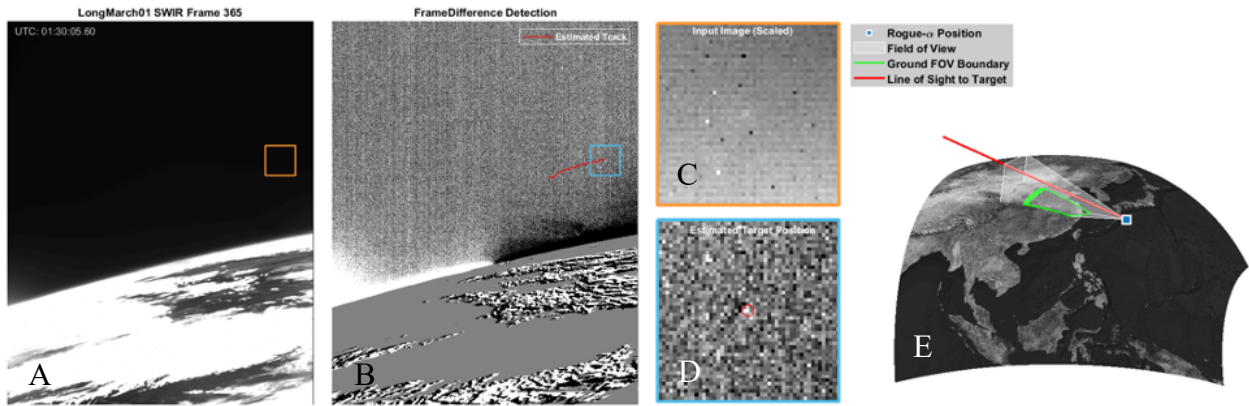 LongMarch01 SWIR Frame 365
UTC: 01:30:05.60
A
FrameDifference Detection
Estimated Track
B
Input Image (Scaled)
C
Estimated Target Position
D
Rogue-α Position
Field of View
Ground FOV Boundary
Line of Sight to Target
E